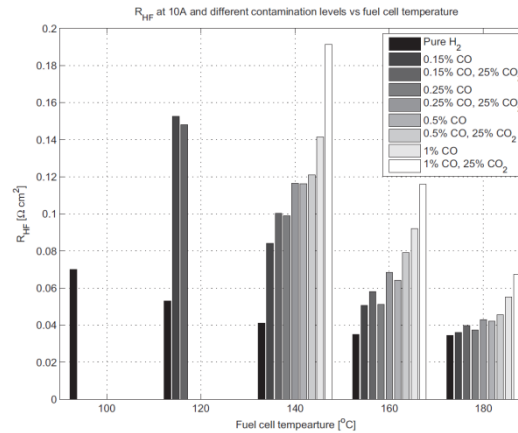 R_HF at 10A and different contamination levels vs fuel cell temperature
0.2
0.18
0.16
0.14
0.12
0.1
0.08
0.06
0.04
0.02
0
R_HF [Ω cm²]
Pure H₂
0.15% CO
0.15% CO, 25% CO₂
0.25% CO
0.25% CO, 25% CO₂
0.5% CO
0.5% CO, 25% CO₂
1% CO
1% CO, 25% CO₂
100
120
140
160
180
Fuel cell tempearture [°C]